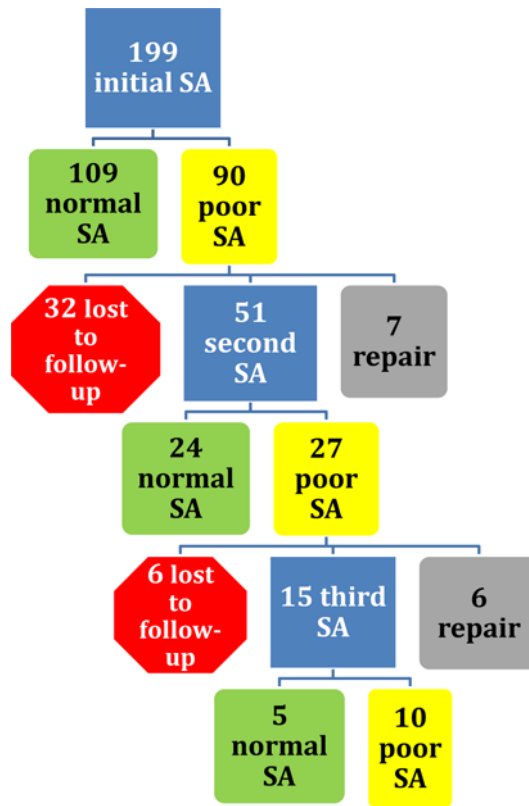 199
initial SA
109
normal
SA
90
poor
SA
32 lost
to
follow-
up
51
second
SA
7
repair
24
normal
SA
27
poor
SA
6 lost
to
follow-
up
15 third
SA
6
repair
5
normal
SA
10
poor
SA